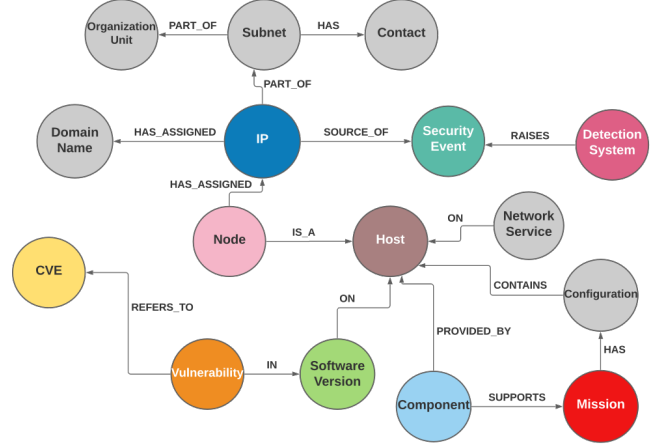 Organization
Unit
PART_OF
Subnet
HAS
Contact
PART_OF
Domain
Name
HAS_ASSIGNED
IP
SOURCE_OF
Security
Event
RAISES
Detection
System
HAS_ASSIGNED
Node
IS_A
Host
ON
Network
Service
CVE
REFERS_TO
ON
CONTAINS
Configuration
PROVIDED_BY
HAS
Vulnerability
IN
Software
Version
Component
SUPPORTS
Mission